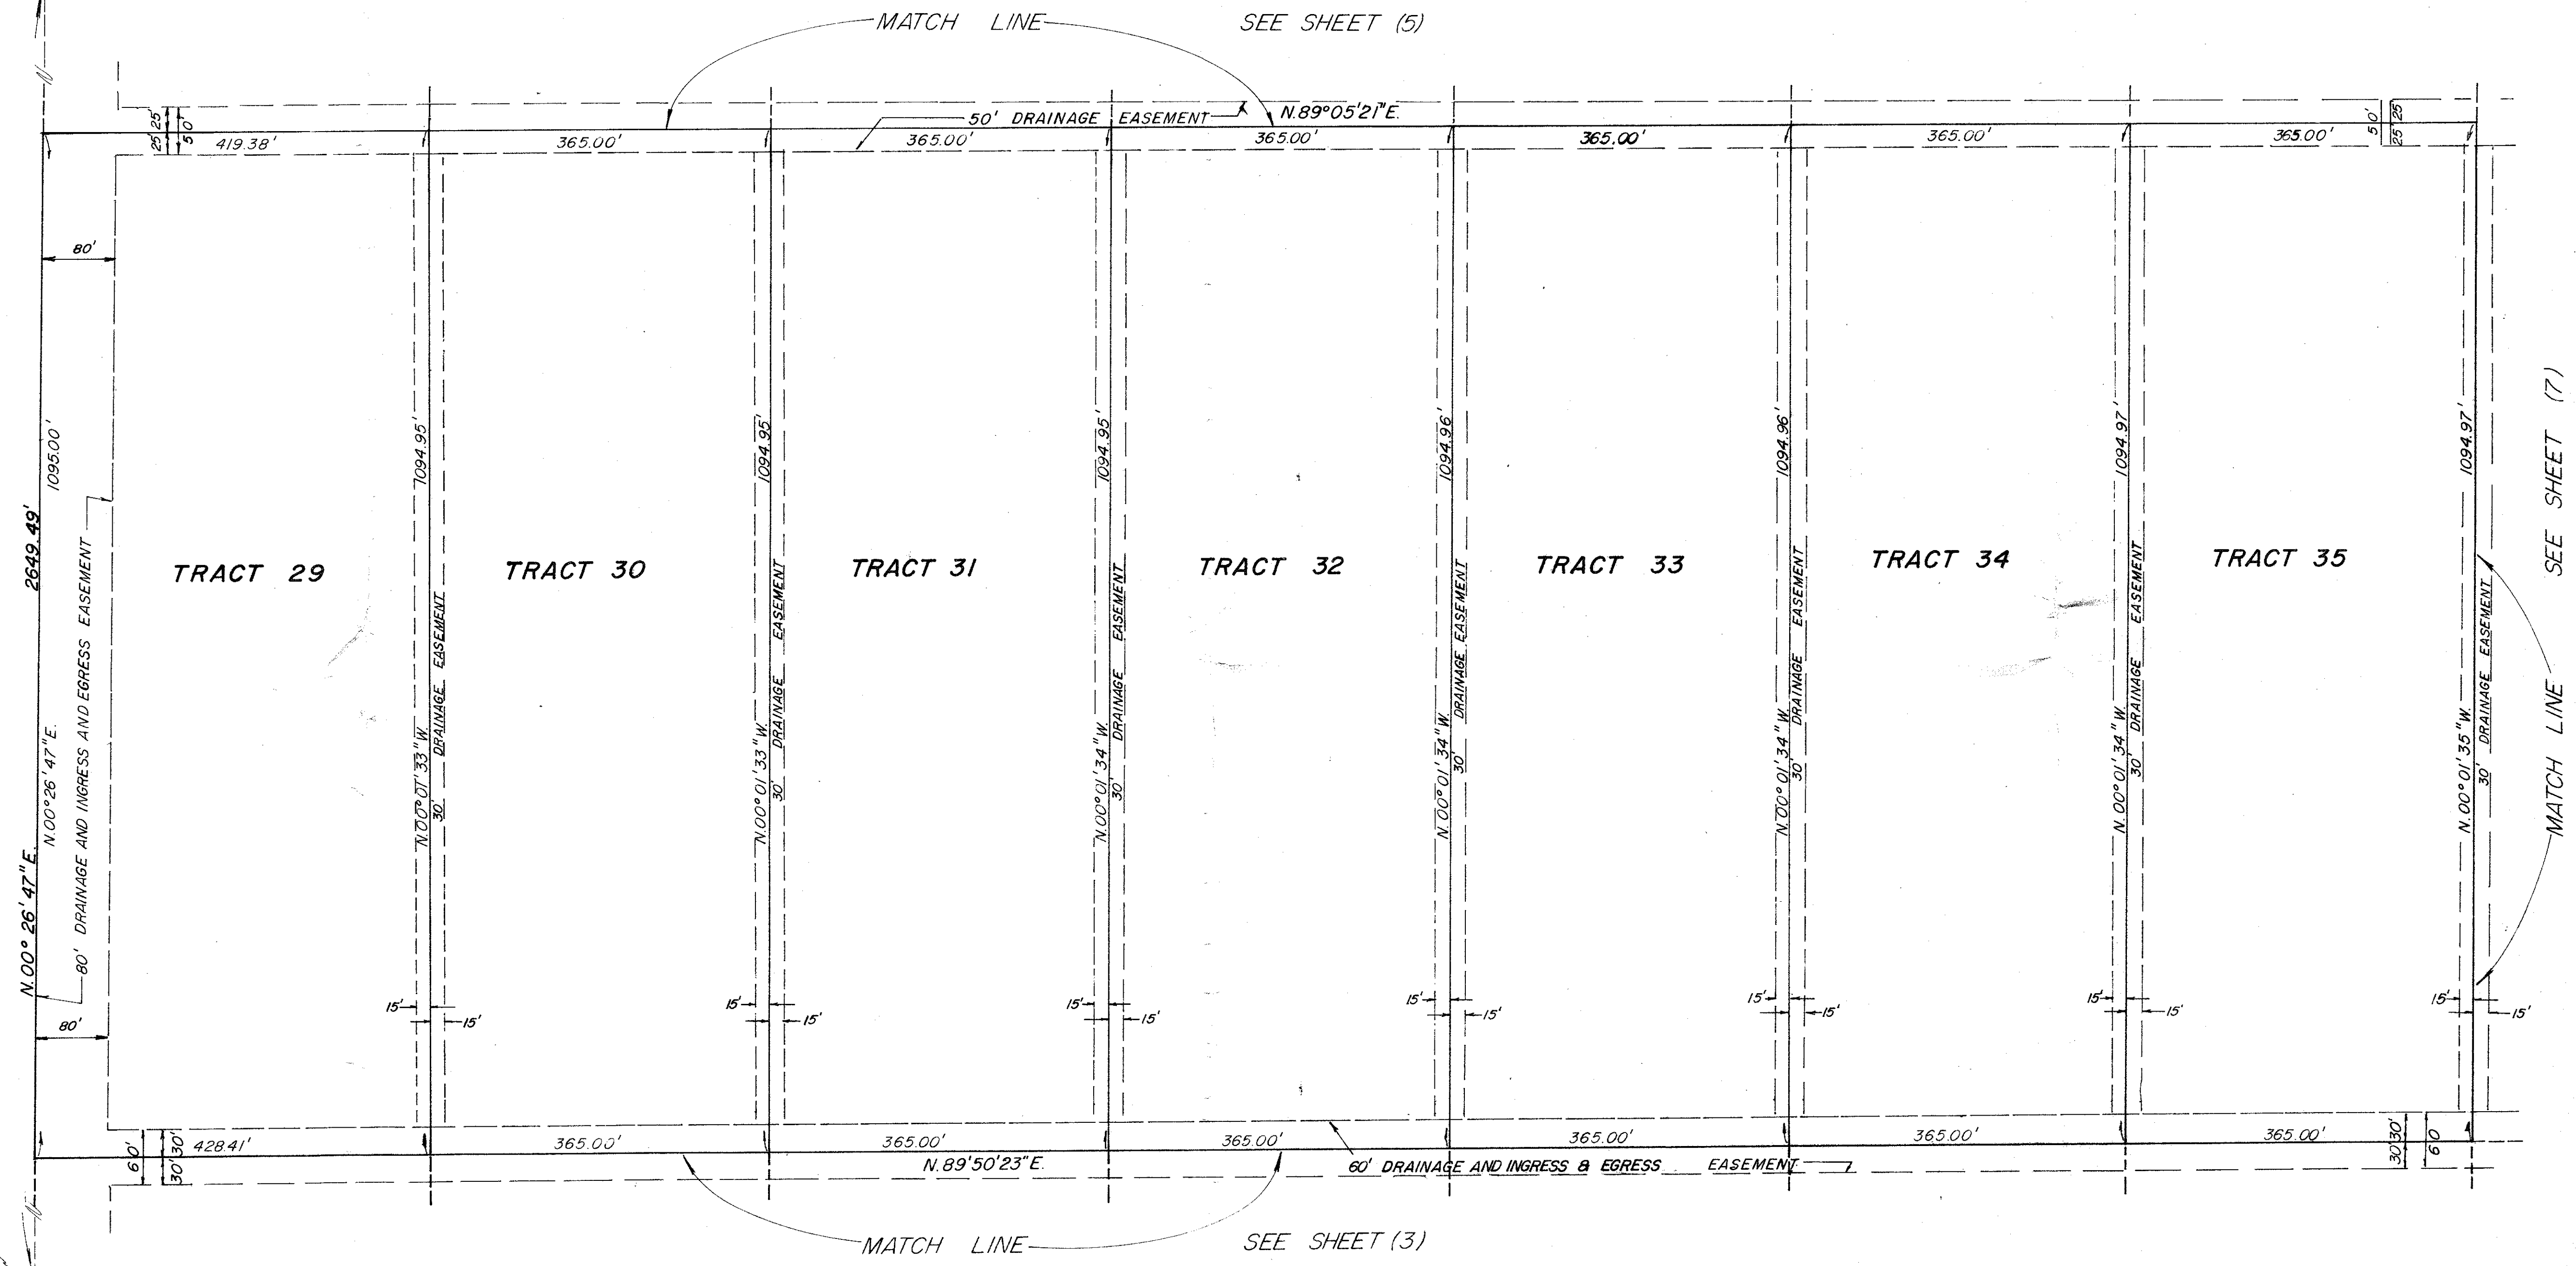 MATCH LINE SEE SHEET (5)
25' 25' 50' 50' DRAINAGE EASEMENT N.89°05'21"E. 50' 25' 25'
419.38' 365.00' 365.00' 365.00' 365.00' 365.00' 365.00'
80'
1095.00' 1094.95' 1094.95' 1094.95' 1094.96' 1094.96' 1094.97' 1094.97'
2649.49'
TRACT 29 TRACT 30 TRACT 31 TRACT 32 TRACT 33 TRACT 34 TRACT 35
N.00°26'47"E.
N.00°26'47"E.
80' DRAINAGE AND INGRESS AND EGRESS EASEMENT
N.00°01'33"W.
30' DRAINAGE EASEMENT
N.00°01'33"W.
30' DRAINAGE EASEMENT
N.00°01'34"W.
30' DRAINAGE EASEMENT
N.00°01'34"W.
30' DRAINAGE EASEMENT
N.00°01'34"W.
30' DRAINAGE EASEMENT
N.00°01'34"W.
30' DRAINAGE EASEMENT
N.00°01'35"W.
30' DRAINAGE EASEMENT
MATCH LINE SEE SHEET (7)
15' 15' 15' 15' 15' 15' 15'
15' 15' 15' 15' 15' 15' 15'
80'
60' 30' 30' 428.41' 365.00' 365.00' 365.00' 365.00' 365.00' 365.00' 30' 30' 60'
N.89°50'23"E. 60' DRAINAGE AND INGRESS & EGRESS EASEMENT
MATCH LINE SEE SHEET (3)